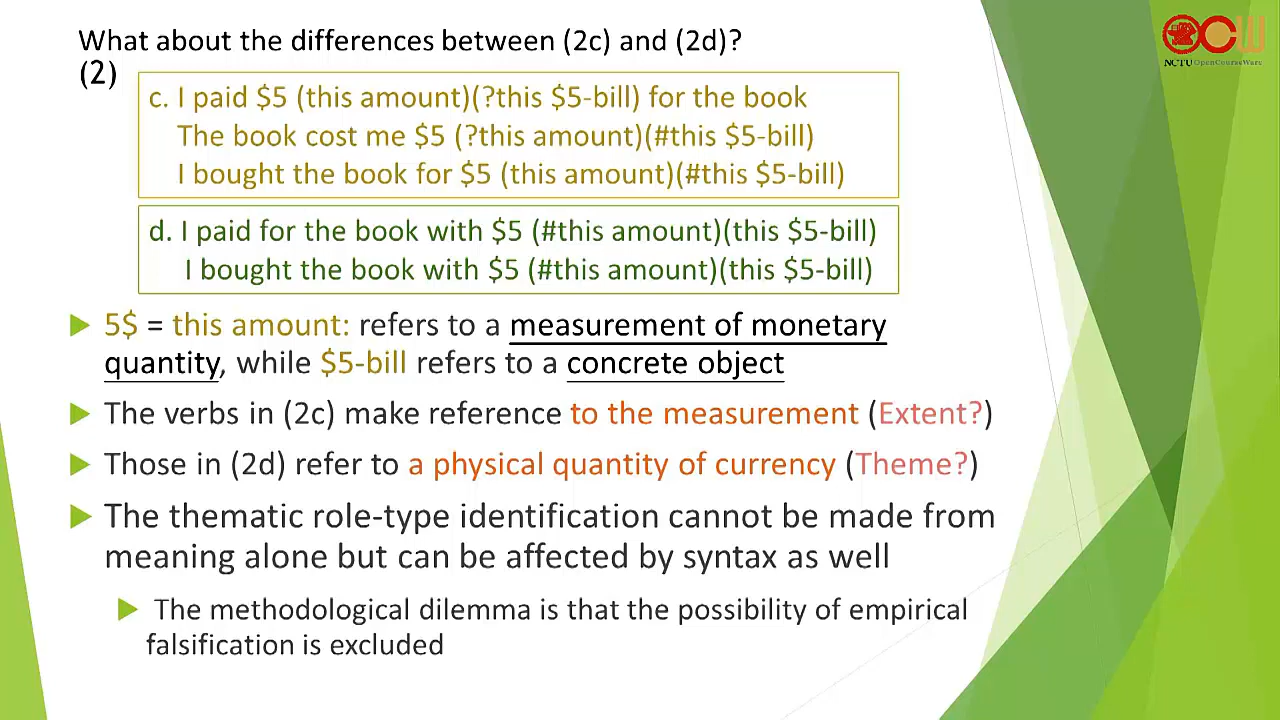 What about the differences between (2c) and (2d)?
(2)
c. I paid $5 (this amount)(?this $5-bill) for the book
The book cost me $5 (?this amount)(#this $5-bill)
I bought the book for $5 (this amount)(#this $5-bill)
d. I paid for the book with $5 (#this amount)(this $5-bill)
I bought the book with $5 (#this amount)(this $5-bill)
5$ = this amount: refers to a measurement of monetary
quantity, while $5-bill refers to a concrete object
The verbs in (2c) make reference to the measurement (Extent?)
Those in (2d) refer to a physical quantity of currency (Theme?)
The thematic role-type identification cannot be made from
meaning alone but can be affected by syntax as well
The methodological dilemma is that the possibility of empirical
falsification is excluded
OCW
NCTU OpenCourseWare